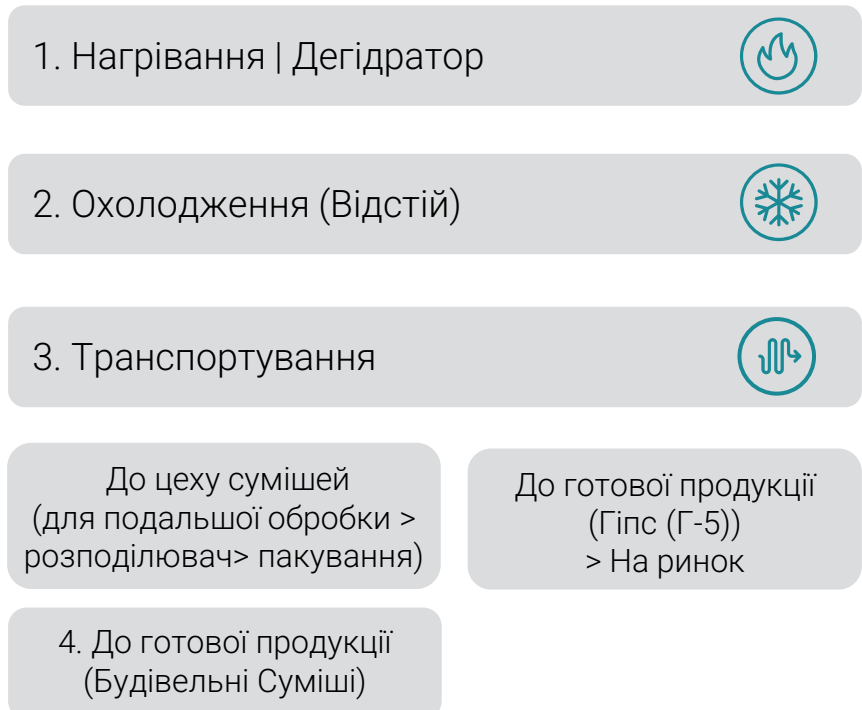 1. Нагрівання | Дегідратор
2. Охолодження (Відстій)
3. Транспортування
До цеху сумішей
(для подальшої обробки >
розподілювач> пакування)
До готової продукції
(Гіпс (Г-5))
> На ринок
4. До готової продукції
(Будівельні Суміші)